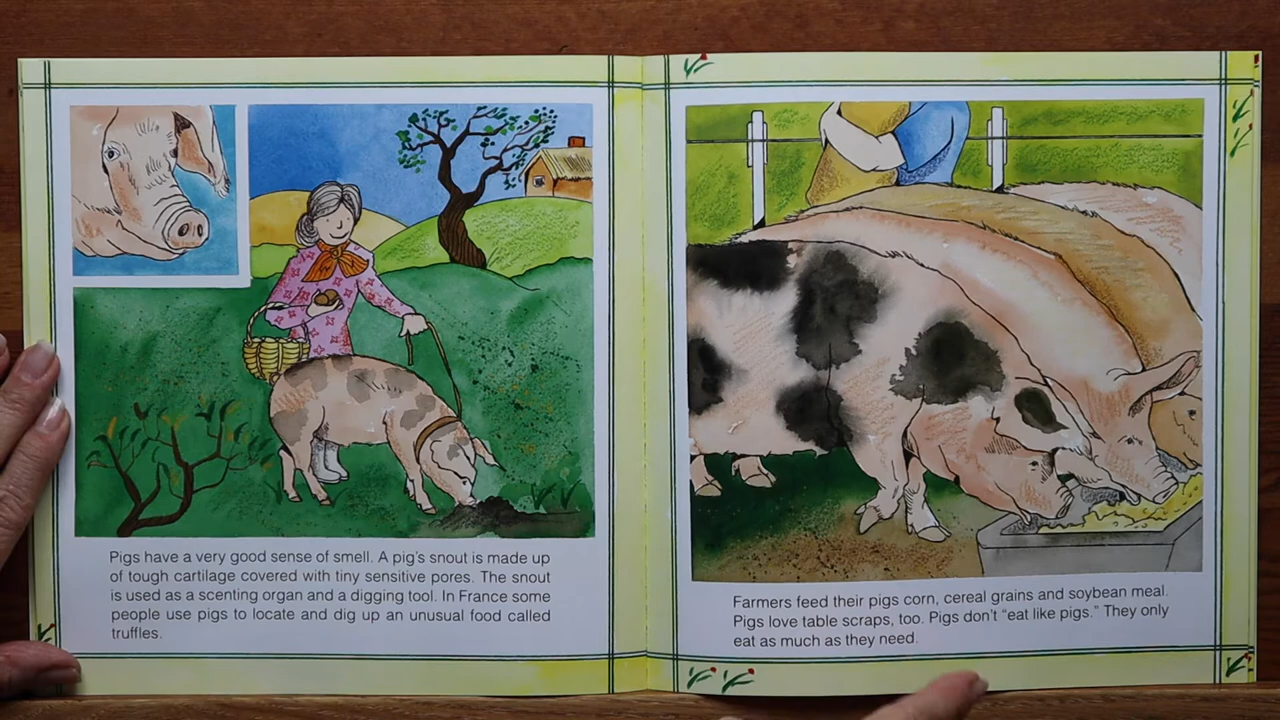 Pigs have a very good sense of smell. A pig's snout is made up
of tough cartilage covered with tiny sensitive pores. The snout
is used as a scenting organ and a digging tool. In France some
people use pigs to locate and dig up an unusual food called
truffles.
Farmers feed their pigs corn, cereal grains and soybean meal.
Pigs love table scraps, too. Pigs don't “eat like pigs.” They only
eat as much as they need.